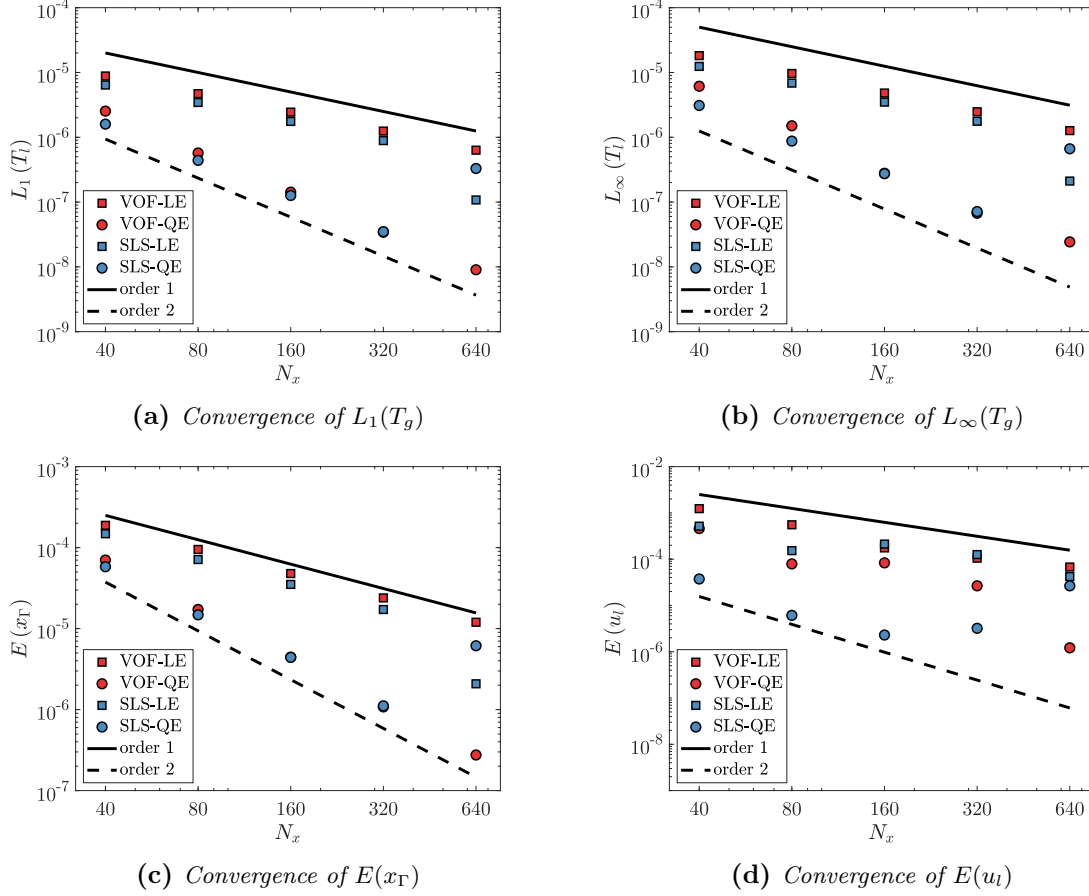 10^{-4}
10^{-5}
10^{-6}
10^{-7}
10^{-8}
10^{-9}
L_1(T_l)
VOF-LE
VOF-QE
SLS-LE
SLS-QE
order 1
order 2
40 80 160 320 640
N_x
(a) Convergence of L_1(T_g)
10^{-4}
10^{-5}
10^{-6}
10^{-7}
10^{-8}
10^{-9}
L_∞(T_l)
VOF-LE
VOF-QE
SLS-LE
SLS-QE
order 1
order 2
40 80 160 320 640
N_x
(b) Convergence of L_∞(T_g)
10^{-3}
10^{-4}
10^{-5}
10^{-6}
10^{-7}
E(x_Γ)
VOF-LE
VOF-QE
SLS-LE
SLS-QE
order 1
order 2
40 80 160 320 640
N_x
(c) Convergence of E(x_Γ)
10^{-2}
10^{-4}
10^{-6}
10^{-8}
E(u_l)
VOF-LE
VOF-QE
SLS-LE
SLS-QE
order 1
order 2
40 80 160 320 640
N_x
(d) Convergence of E(u_l)